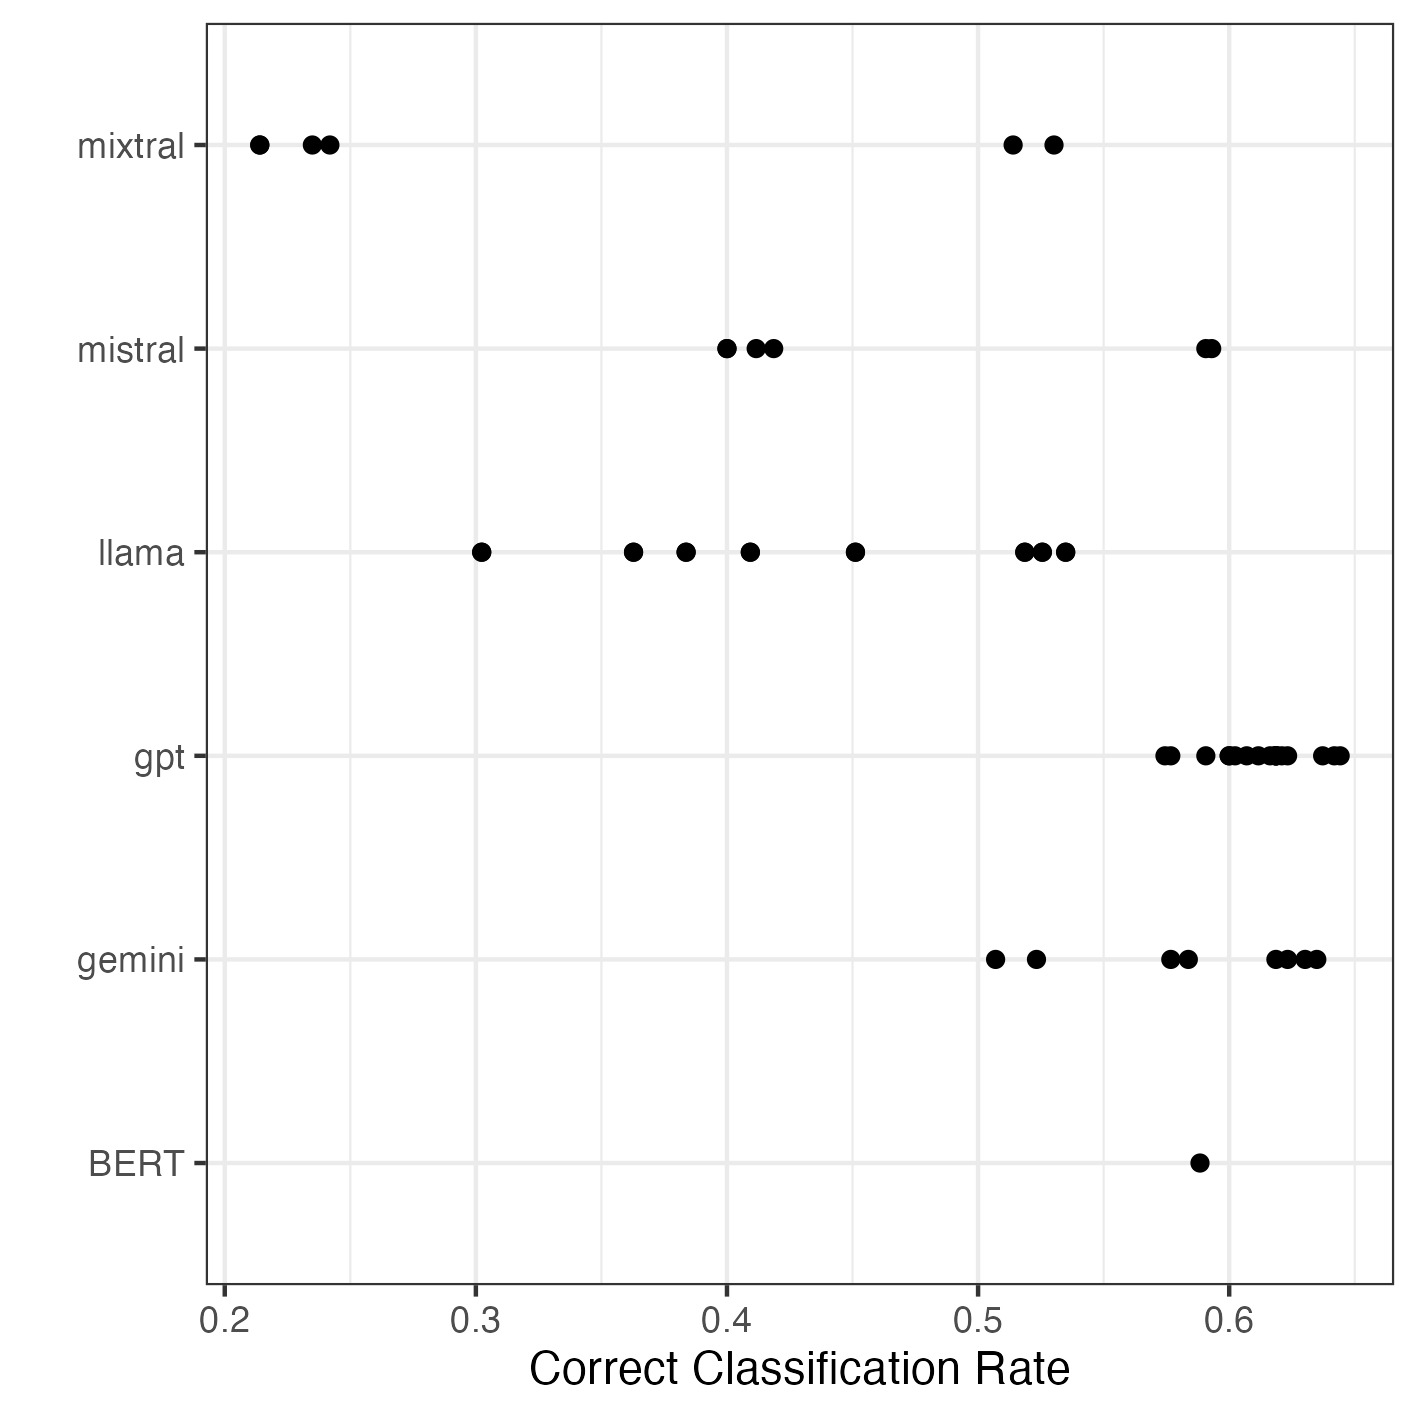 mixtral
mistral
llama
gpt
gemini
BERT
0.2 0.3 0.4 0.5 0.6
Correct Classification Rate